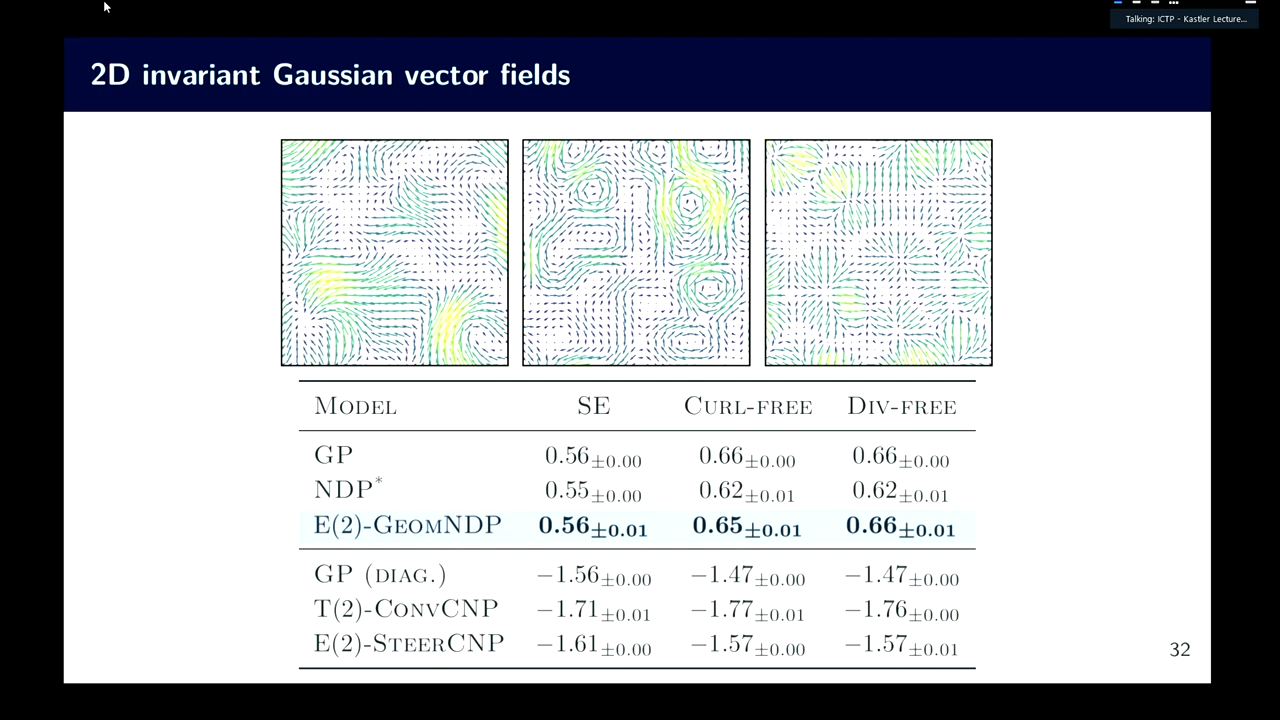 Talking: ICTP - Kastler Lecture...
2D invariant Gaussian vector fields
MODEL SE CURL-FREE DIV-FREE
GP 0.56±0.00 0.66±0.00 0.66±0.00
NDP* 0.55±0.00 0.62±0.01 0.62±0.01
E(2)-GEOMNDP 0.56±0.01 0.65±0.01 0.66±0.01
GP (DIAG.) −1.56±0.00 −1.47±0.00 −1.47±0.00
T(2)-CONVCNP −1.71±0.01 −1.77±0.01 −1.76±0.00
E(2)-STEERCNP −1.61±0.00 −1.57±0.00 −1.57±0.01
32